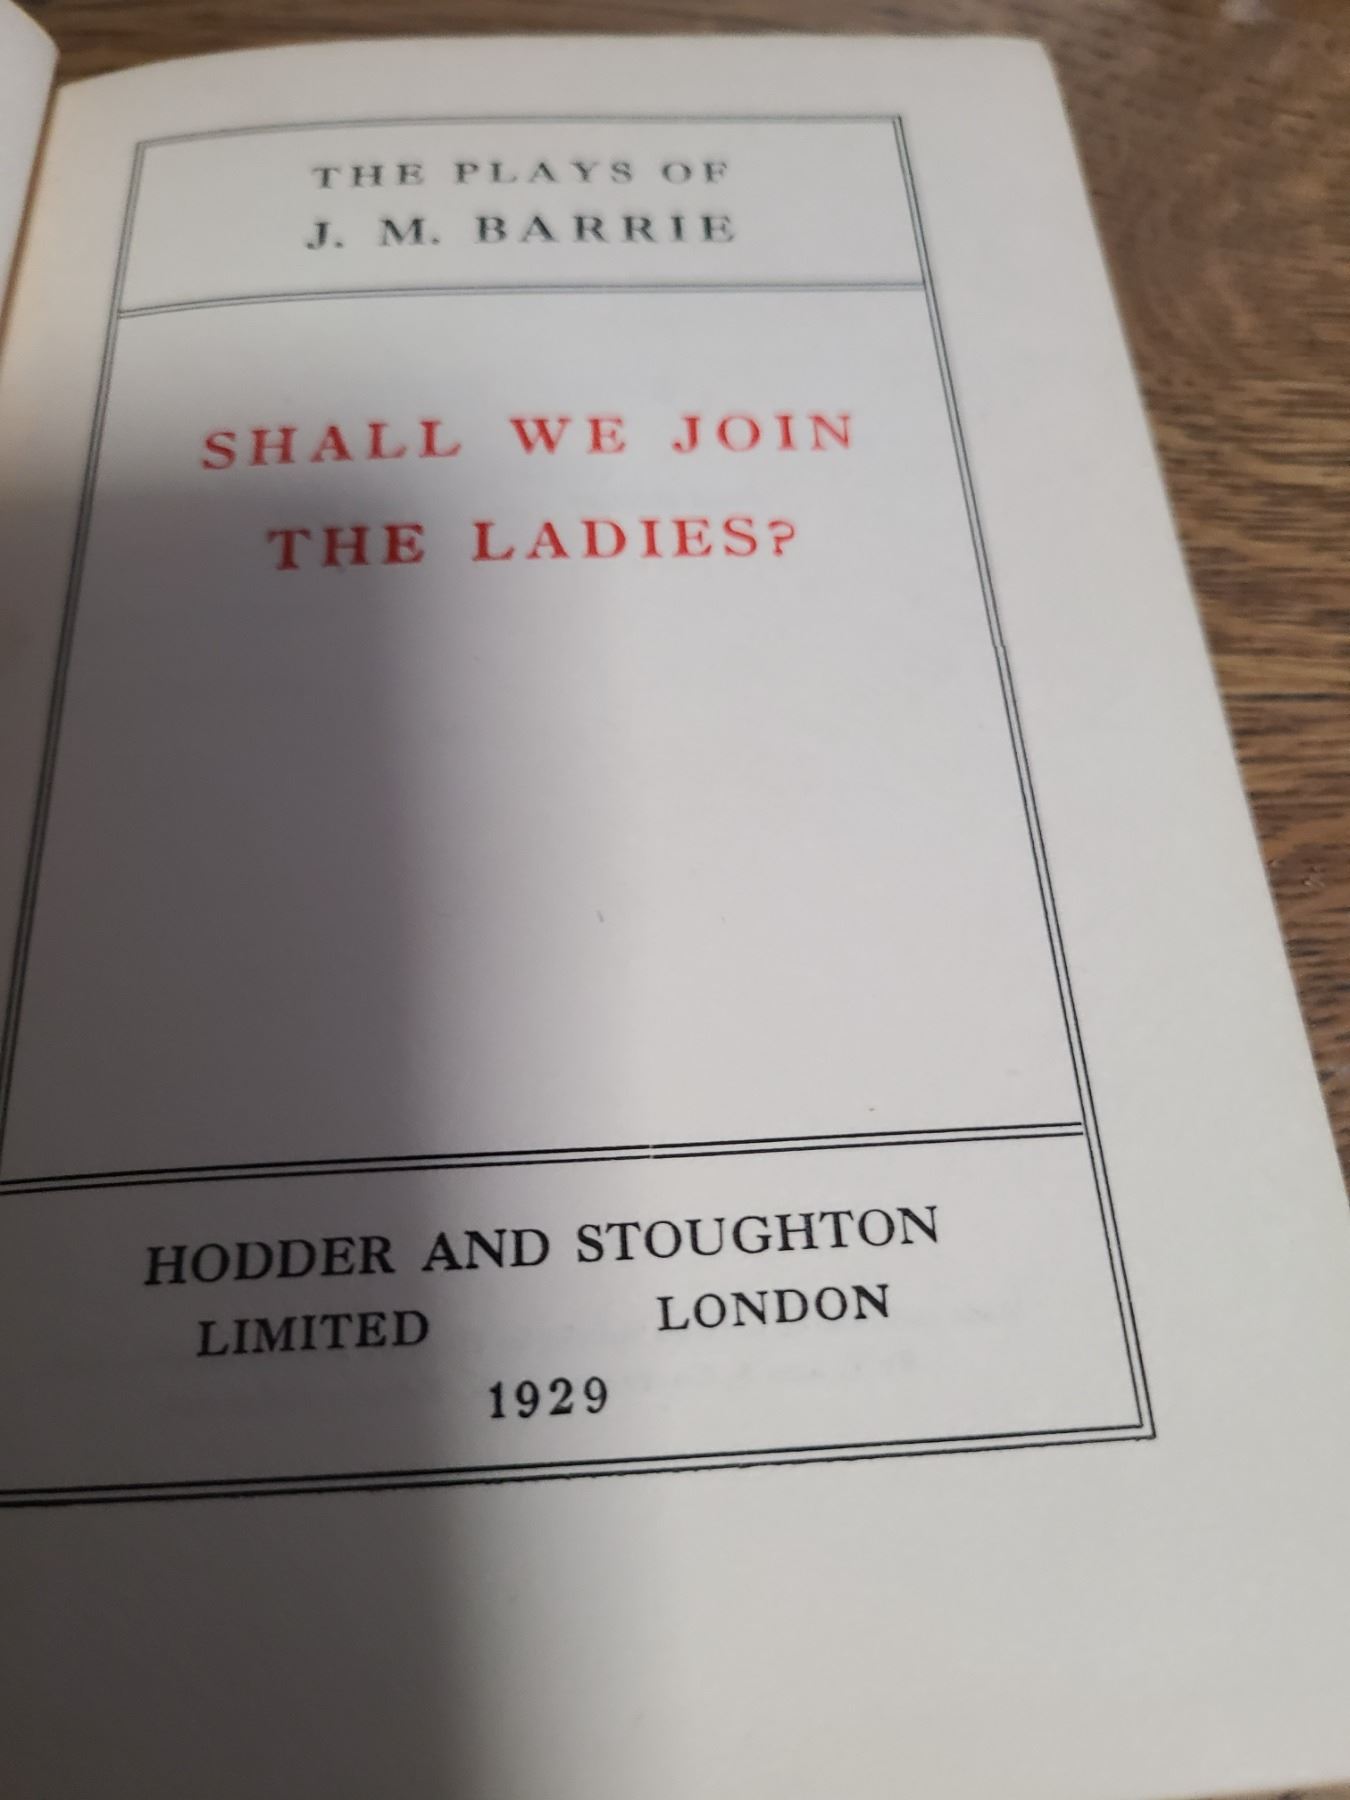 THE PLAYS OF
J. M. BARRIE
SHALL WE JOIN
THE LADIES?
HODDER AND STOUGHTON
LIMITED LONDON
1929